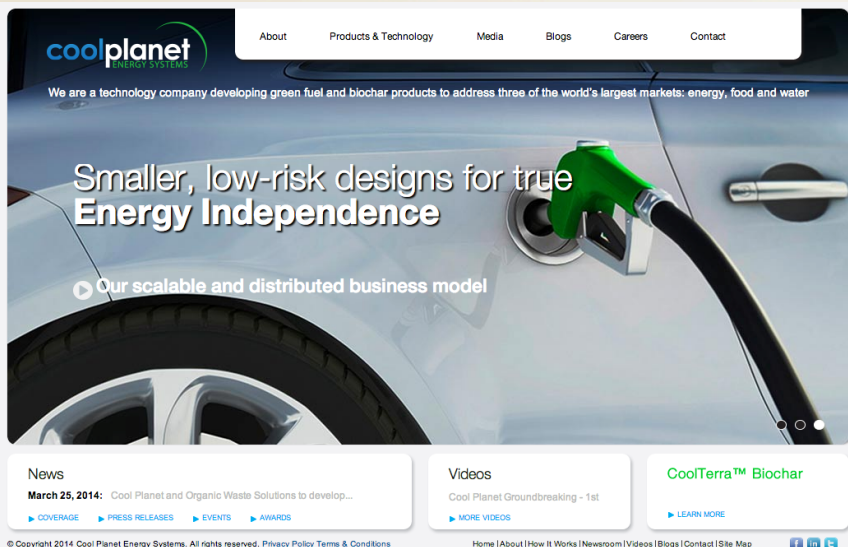 coolplanet
ENERGY SYSTEMS
About Products & Technology Media Blogs Careers Contact
We are a technology company developing green fuel and biochar products to address three of the world's largest markets: energy, food and water
Smaller, low-risk designs for true
Energy Independence
Our scalable and distributed business model
News
March 25, 2014: Cool Planet and Organic Waste Solutions to develop...
COVERAGE PRESS RELEASES EVENTS AWARDS
Videos
Cool Planet Groundbreaking - 1st
MORE VIDEOS
CoolTerra™ Biochar
LEARN MORE
© Copyright 2014 Cool Planet Energy Systems. All rights reserved. Privacy Policy Terms & Conditions
Home | About | How It Works | Newsroom | Videos | Blogs | Contact | Site Map